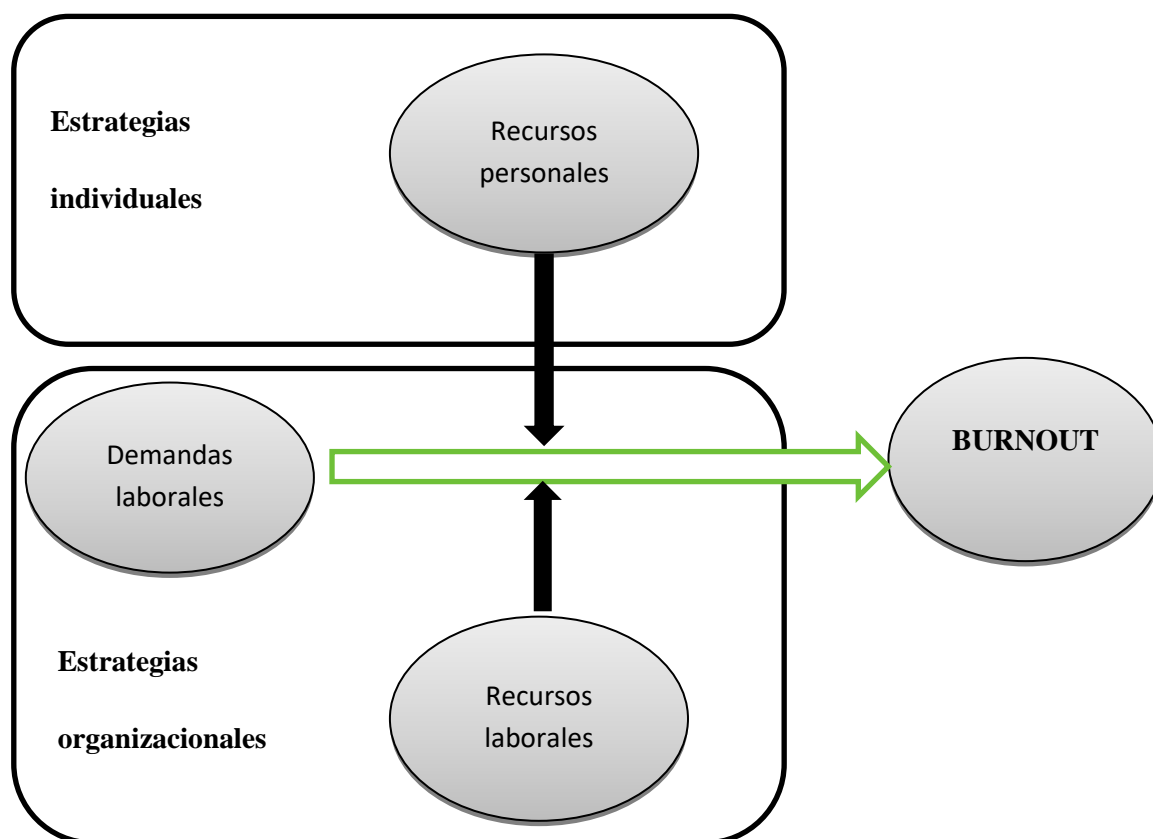 Estrategias
individuales
Recursos
personales
Demandas
laborales
BURNOUT
Estrategias
organizacionales
Recursos
laborales